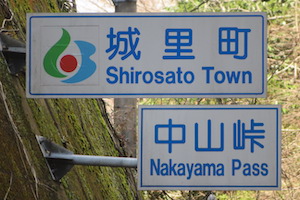 城里町
Shirosato Town
中山峠
Nakayama Pass